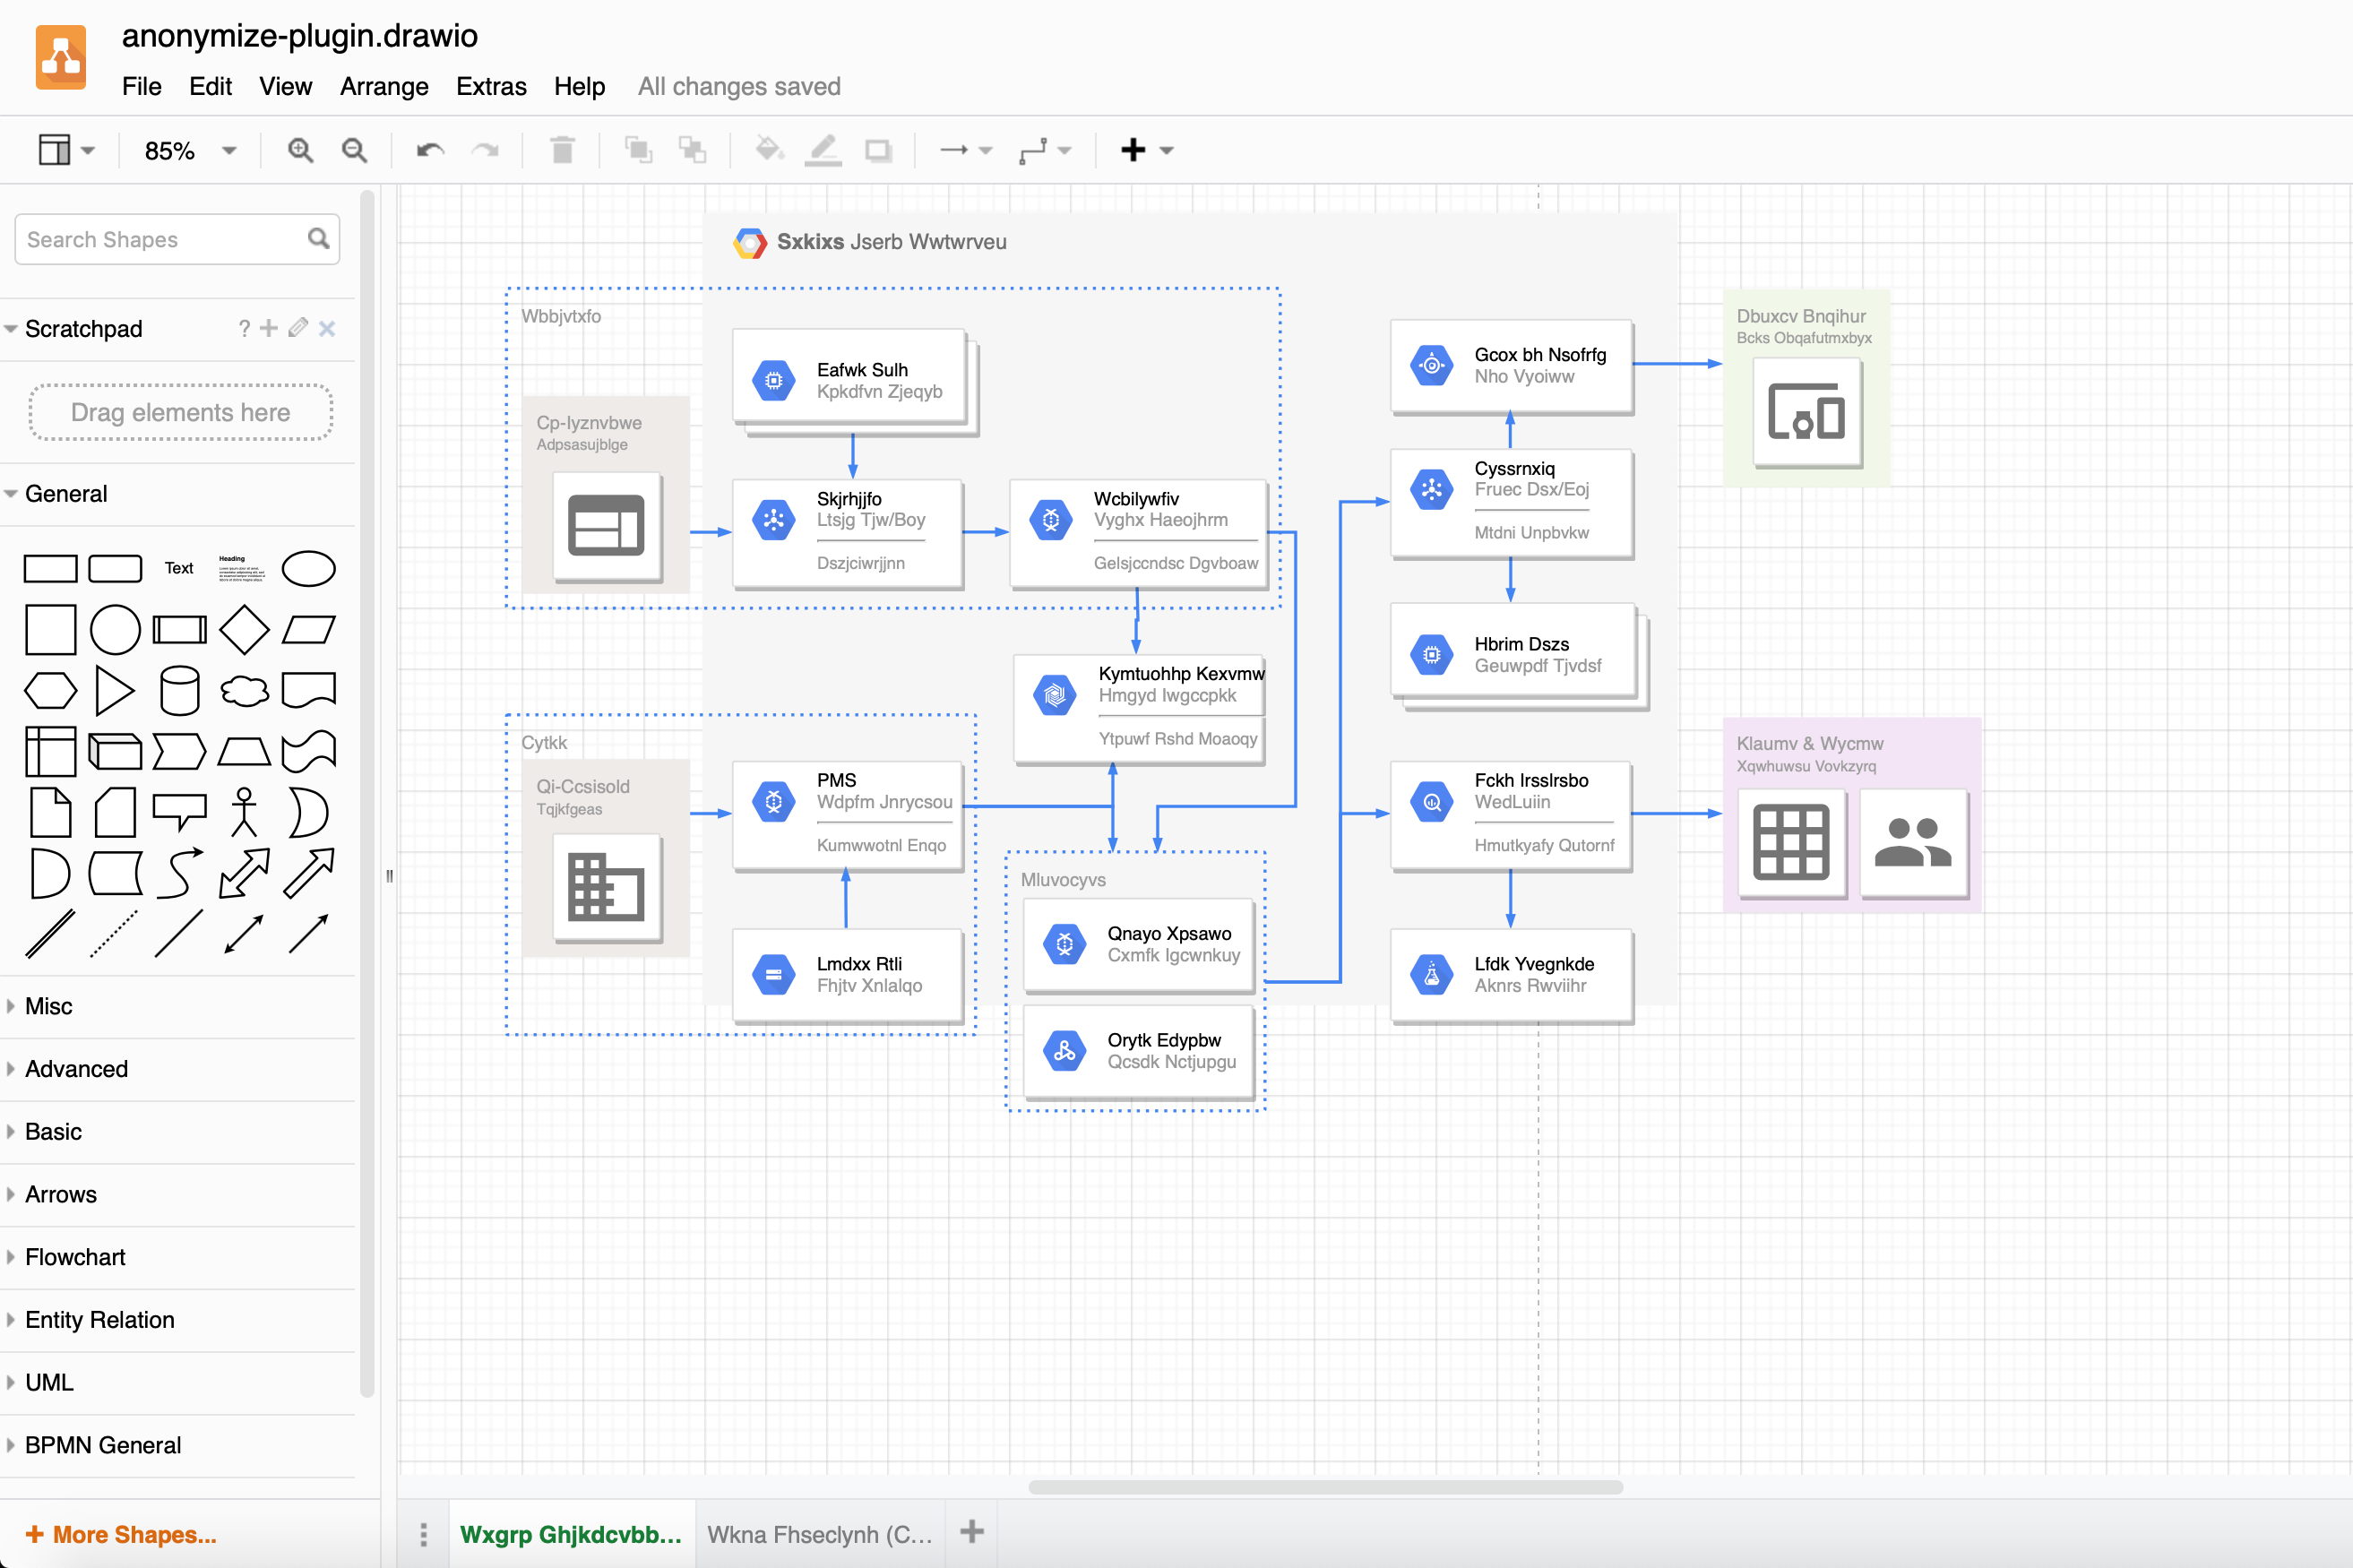 anonymize-plugin.drawio
File Edit View Arrange Extras Help All changes saved
85%
Search Shapes
Scratchpad
?
Drag elements here
General
Text
Heading
Misc
Advanced
Basic
Arrows
Flowchart
Entity Relation
UML
BPMN General
+ More Shapes...
Sxkixs Jserb Wwtwrveu
Wbbjvtxfo
Cp-Iyznvbwe
Adpsasujblge
Eafwk Sulh
Kpkdfvn Zjeqyb
Skjrhjjfo
Ltsjg Tjw/Boy
Dszjciwrjjnn
Wcbilywfiv
Vyghx Haeojhrm
Gelsjccndsc Dgvboaw
Kymtuohhp Kexvmw
Hmgyd Iwgccpkk
Ytpuwf Rshd Moaoqy
Cytkk
Qi-Ccsisold
Tqjkfgeas
PMS
Wdpfm Jnrycsou
Kumwwotnl Enqo
Lmdxx Rtli
Fhjtv Xnlalqo
Mluvocyvs
Qnayo Xpsawo
Cxmfk Igcwnkuy
Orytk Edypbw
Qcsdk Nctjupgu
Gcox bh Nsofrfg
Nho Vyoiww
Cyssrnxiq
Fruec Dsx/Eoj
Mtdni Unpbvkw
Hbrim Dszs
Geuwpdf Tjvdsf
Fckh Irsslrsbo
WedLuiin
Hmutkyafy Qutornf
Lfdk Yvegnkde
Aknrs Rwviihr
Dbuxcv Bnqihur
Bcks Obqafutmxbyx
Klaumv & Wycmw
Xqwhuwsu Vovkzyrq
Wxgrp Ghjkdcvbb...
Wkna Fhseclynh (C...